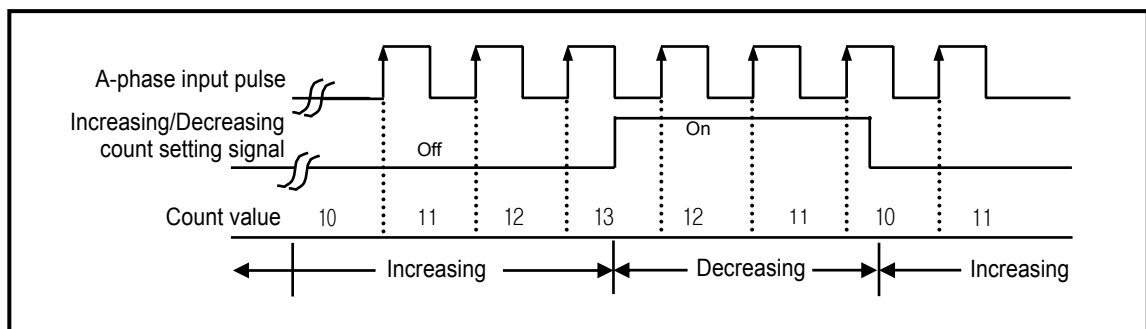 A-phase input pulse
Increasing/Decreasing
count setting signal
On
Off
Count value 10 11 12 13 12 11 10 11
Increasing Decreasing Increasing